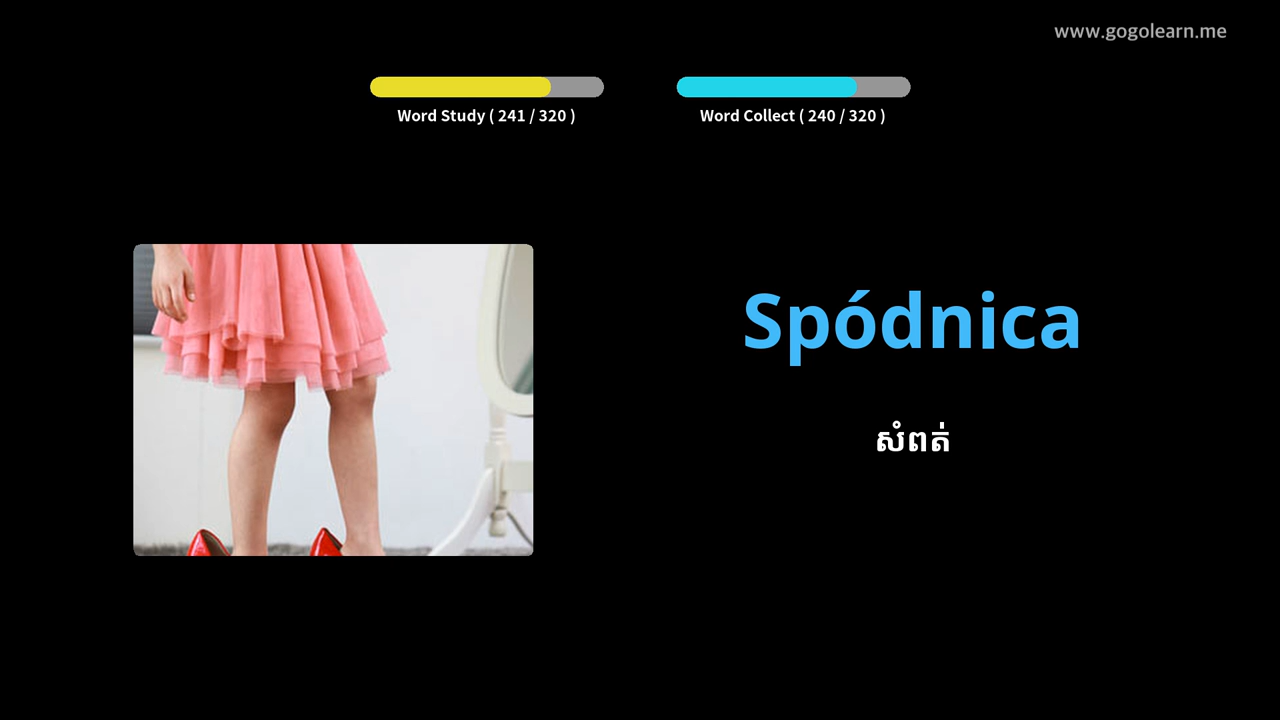 www.gogolearn.me
Word Study ( 241 / 320 )
Word Collect ( 240 / 320 )
Spódnica
សំពត់